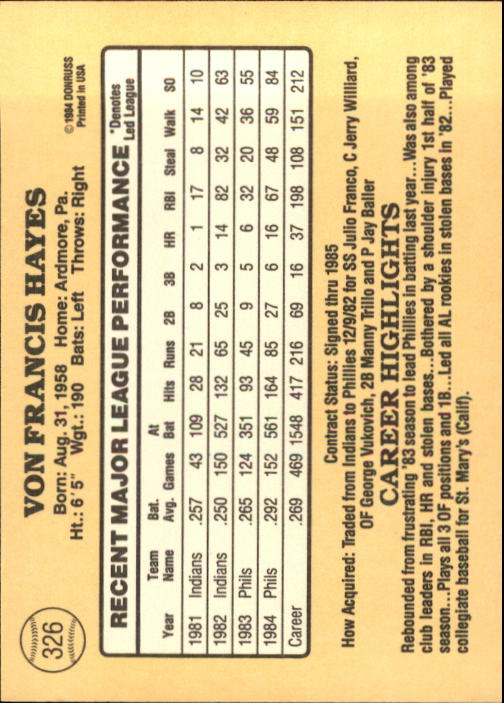 326
VON FRANCIS HAYES
Born: Aug. 31, 1958 Home: Ardmore, Pa.
Ht.: 6' 5" Wgt.: 190 Bats: Left Throws: Right
© 1984 DONRUSS
Printed in USA
RECENT MAJOR LEAGUE PERFORMANCE *Denotes Led League
Year Team Name Bat. Avg. Games At Bat Hits Runs 2B 3B HR RBI Steal Walk SO
1981 Indians .257 43 109 28 21 8 2 1 17 8 14 10
1982 Indians .250 150 527 132 65 25 3 14 82 32 42 63
1983 Phils .265 124 351 93 45 9 5 6 32 20 36 55
1984 Phils .292 152 561 164 85 27 6 16 67 48 59 84
Career .269 469 1548 417 216 69 16 37 198 108 151 212
Contract Status: Signed thru 1985
How Acquired: Traded from Indians to Phillies 12/9/82 for SS Julio Franco, C Jerry Williard,
OF George Vukovich, 2B Manny Trillo and P Jay Baller
CAREER HIGHLIGHTS
Rebounded from frustrating '83 season to lead Phillies in batting last year...Was also among
club leaders in RBI, HR and stolen bases...Bothered by a shoulder injury 1st half of '83
season...Plays all 3 OF positions and 1B...Led all AL rookies in stolen bases in '82...Played
collegiate baseball for St. Mary's (Calif).